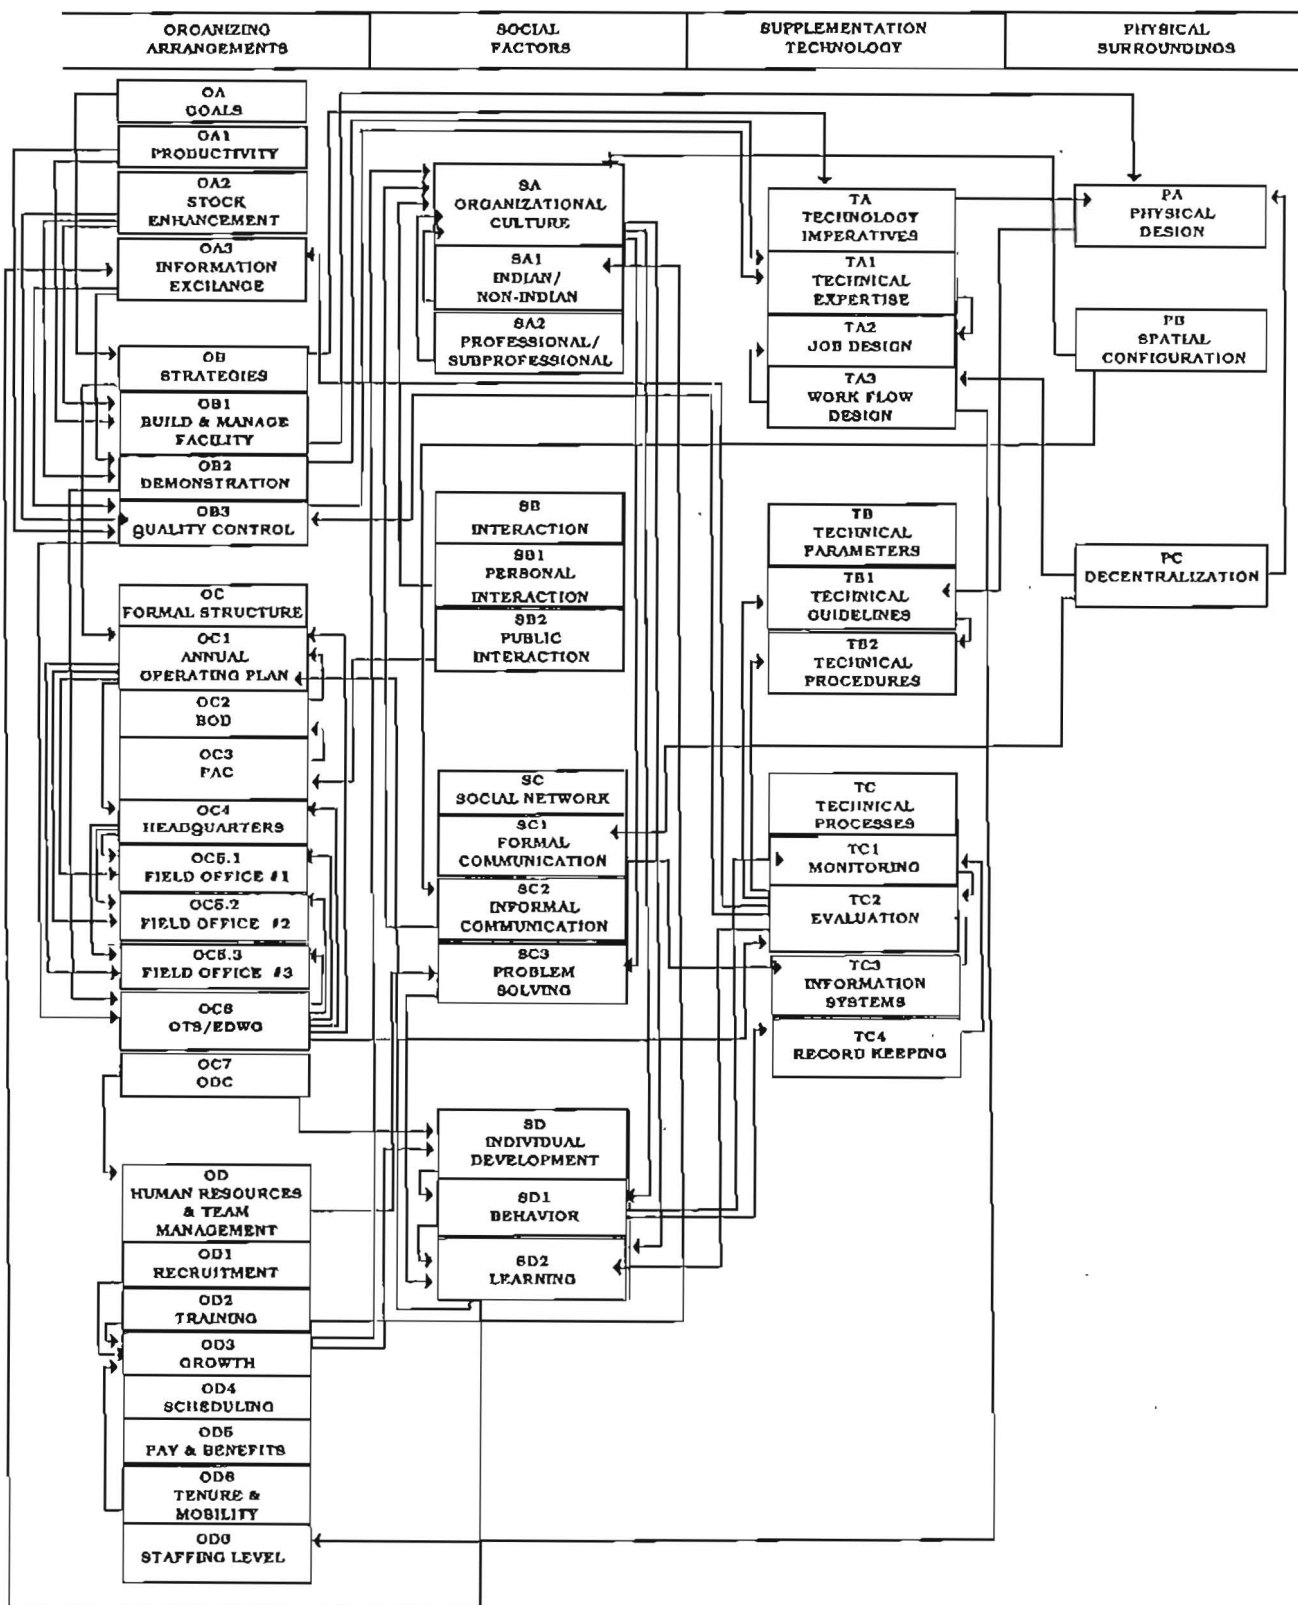 ORGANIZING
ARRANGEMENTS
SOCIAL
FACTORS
SUPPLEMENTATION
TECHNOLOGY
PHYSICAL
SURROUNDINGS
OA
GOALS
OA1
PRODUCTIVITY
OA2
STOCK
ENHANCEMENT
OA3
INFORMATION
EXCHANGE
OB
STRATEGIES
OB1
BUILD & MANAGE
FACILITY
OB2
DEMONSTRATION
OB3
QUALITY CONTROL
OC
FORMAL STRUCTURE
OC1
ANNUAL
OPERATING PLAN
OC2
BOD
OC3
PAC
OC4
HEADQUARTERS
OC5.1
FIELD OFFICE #1
OC5.2
FIELD OFFICE #2
OC5.3
FIELD OFFICE #3
OC6
OTS/EDWG
OC7
ODC
OD
HUMAN RESOURCES
& TEAM
MANAGEMENT
OD1
RECRUITMENT
OD2
TRAINING
OD3
GROWTH
OD4
SCHEDULING
OD5
PAY & BENEFITS
OD6
TENURE &
MOBILITY
OD6
STAFFING LEVEL
SA
ORGANIZATIONAL
CULTURE
SA1
INDIAN/
NON-INDIAN
SA2
PROFESSIONAL/
SUBPROFESSIONAL
SB
INTERACTION
SB1
PERSONAL
INTERACTION
SB2
PUBLIC
INTERACTION
SC
SOCIAL NETWORK
SC1
FORMAL
COMMUNICATION
SC2
INFORMAL
COMMUNICATION
SC3
PROBLEM
SOLVING
SD
INDIVIDUAL
DEVELOPMENT
SD1
BEHAVIOR
SD2
LEARNING
TA
TECHNOLOGY
IMPERATIVES
TA1
TECHNICAL
EXPERTISE
TA2
JOB DESIGN
TA3
WORK FLOW
DESIGN
TB
TECHNICAL
PARAMETERS
TB1
TECHNICAL
GUIDELINES
TB2
TECHNICAL
PROCEDURES
TC
TECHNICAL
PROCESSES
TC1
MONITORING
TC2
EVALUATION
TC3
INFORMATION
SYSTEMS
TC4
RECORD KEEPING
PA
PHYSICAL
DESIGN
PB
SPATIAL
CONFIGURATION
PC
DECENTRALIZATION